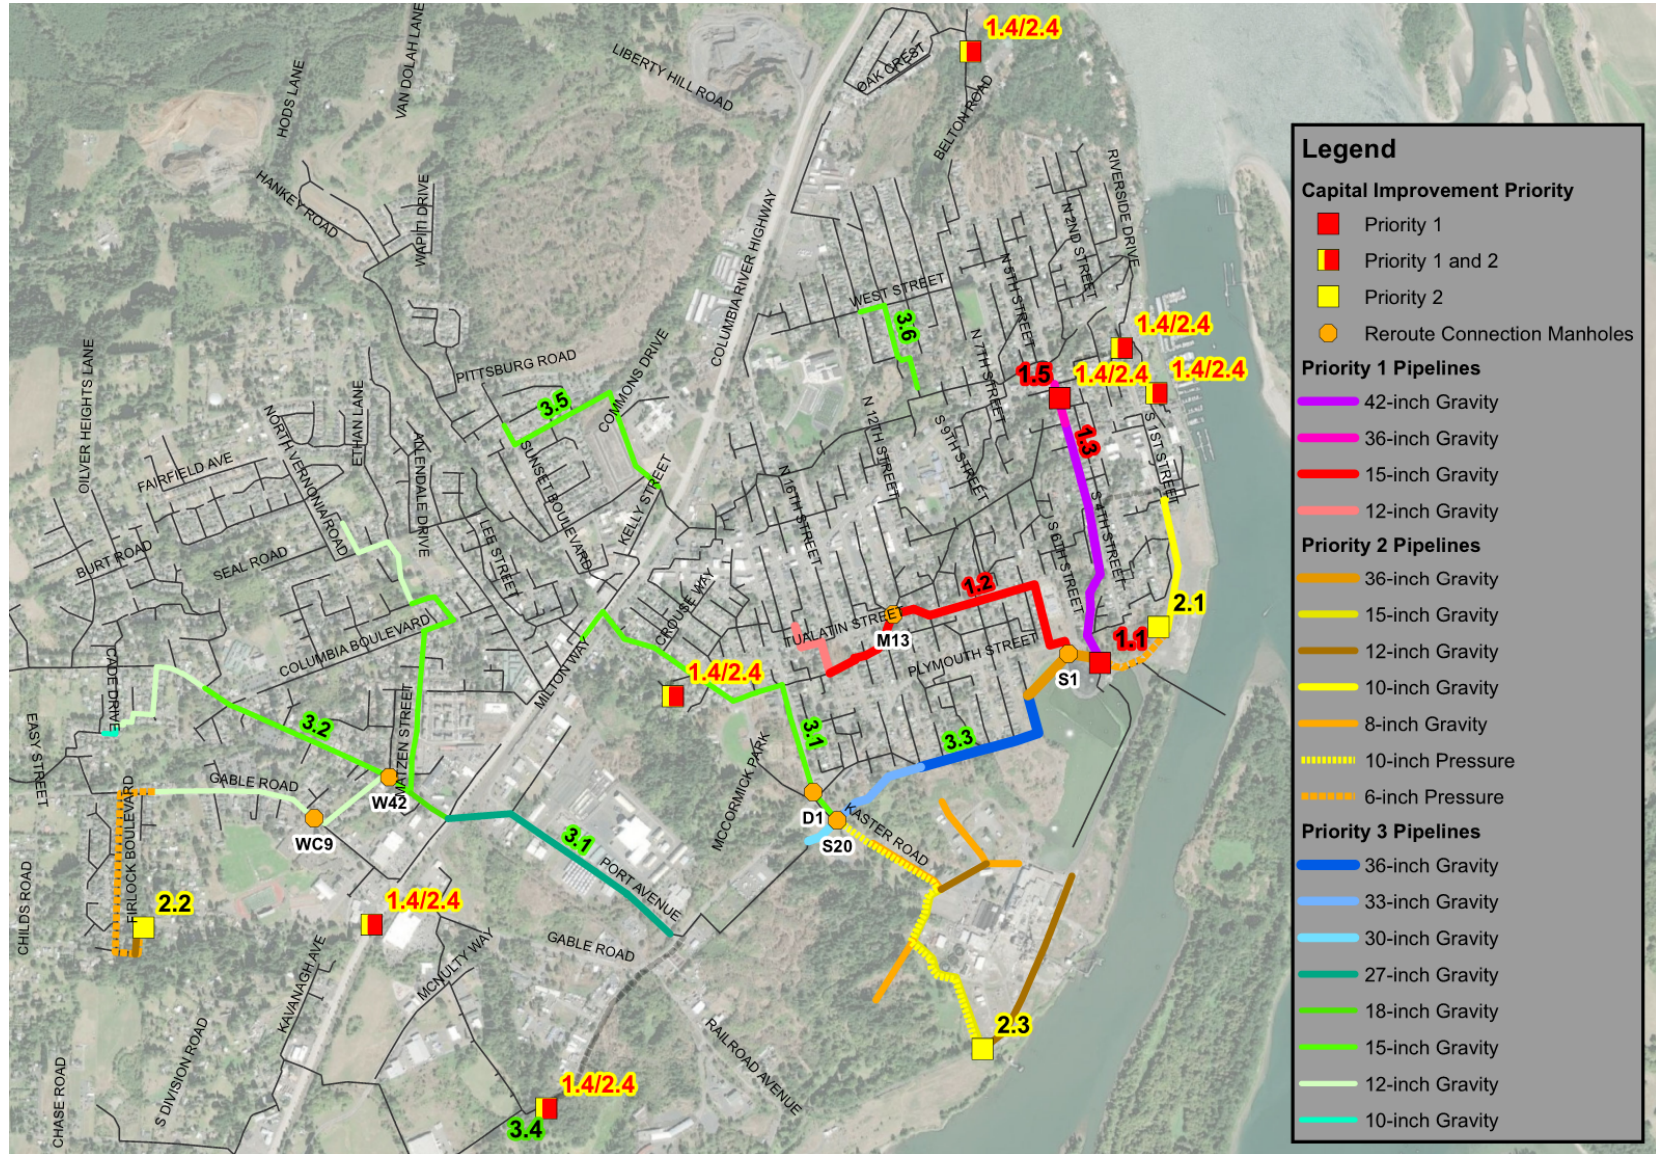 1.4/2.4
OAK CREST
LIBERTY HILL ROAD
VAN DOLAH LANE
HODS LANE
BELTON ROAD
HANKEY ROAD
WAPITI DRIVE
COLUMBIA RIVER HIGHWAY
RIVERSIDE DRIVE
N 2ND STREET
N 5TH STREET
WEST STREET
3.6
N 7TH STREET
1.4/2.4
1.5
1.4/2.4
1.4/2.4
PITTSBURG ROAD
COMMONS DRIVE
3.5
OILVER HEIGHTS LANE
ETHAN LANE
NORTH VERNONIA ROAD
ALLENDALE DRIVE
FAIRFIELD AVE
SUNSET BOULEVARD
KELLY STREET
N 12TH STREET
S 9TH STREET
N 16TH STREET
1.3
S 1ST STREET
S 4TH STREET
S 6TH STREET
BURT ROAD
SEAL ROAD
LEE STREET
CROUSE WAY
1.2
2.1
TUALATIN STREET
M13
PLYMOUTH STREET
1.1
S1
COLUMBIA BOULEVARD
CADE DRIVE
MILTON WAY
1.4/2.4
EASY STREET
3.2
MATZEN STREET
3.1
3.3
MCCORMICK PARK
GABLE ROAD
W42
WC9
D1
S20
KASTER ROAD
3.1
PORT AVENUE
FIRLOCK BOULEVARD
CHILDS ROAD
2.2
1.4/2.4
GABLE ROAD
KAVANAGH AVE
MCNULTY WAY
2.3
S DIVISION ROAD
CHASE ROAD
RAILROAD AVENUE
1.4/2.4
3.4
Legend
Capital Improvement Priority
Priority 1
Priority 1 and 2
Priority 2
Reroute Connection Manholes
Priority 1 Pipelines
42-inch Gravity
36-inch Gravity
15-inch Gravity
12-inch Gravity
Priority 2 Pipelines
36-inch Gravity
15-inch Gravity
12-inch Gravity
10-inch Gravity
8-inch Gravity
10-inch Pressure
6-inch Pressure
Priority 3 Pipelines
36-inch Gravity
33-inch Gravity
30-inch Gravity
27-inch Gravity
18-inch Gravity
15-inch Gravity
12-inch Gravity
10-inch Gravity